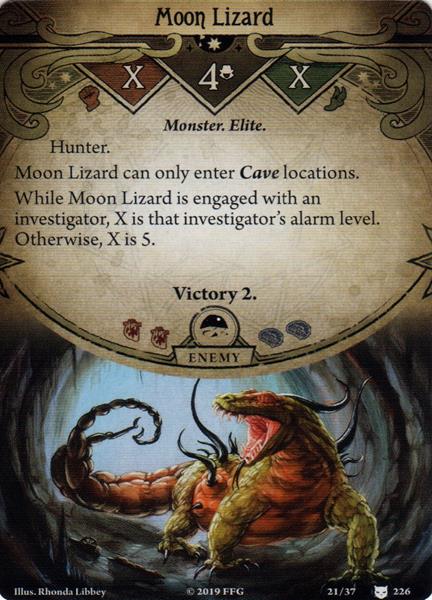 Moon Lizard
X 4 X
Monster. Elite.
Hunter.
Moon Lizard can only enter Cave locations.
While Moon Lizard is engaged with an
investigator, X is that investigator's alarm level.
Otherwise, X is 5.
Victory 2.
ENEMY
Illus. Rhonda Libbey © 2019 FFG 21/37 226